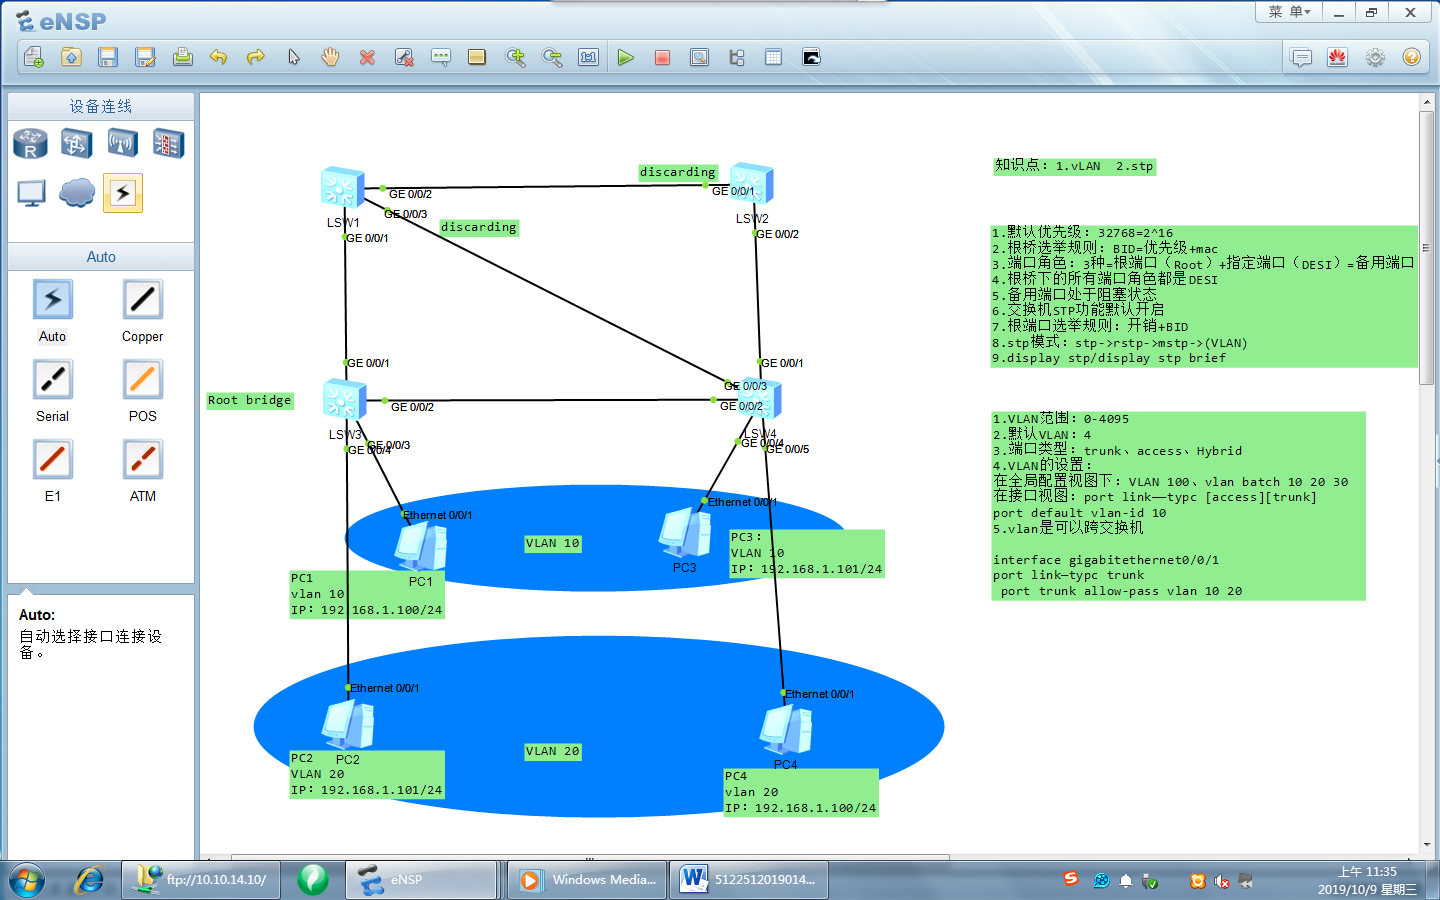 eNSP
菜 单
设备连线
Auto
Auto
Copper
Serial
POS
E1
ATM
Auto:
自动选择接口连接设
备。
discarding
GE 0/0/2
GE 0/0/1
GE 0/0/3
LSW1
LSW2
discarding
GE 0/0/1
GE 0/0/2
GE 0/0/1
GE 0/0/1
GE 0/0/3
Root bridge
GE 0/0/2
GE 0/0/2
LSW3
LSW4
GE 0/0/3
GE 0/0/4
GE 0/0/4
GE 0/0/5
Ethernet 0/0/1
Ethernet 0/0/1
VLAN 10
PC1
PC3
PC3：
VLAN 10
IP：192.168.1.101/24
PC1
vlan 10
IP：192.168.1.100/24
Ethernet 0/0/1
Ethernet 0/0/1
VLAN 20
PC2
PC4
PC2
VLAN 20
IP：192.168.1.101/24
PC4
vlan 20
IP：192.168.1.100/24
知识点：1.vLAN  2.stp
1.默认优先级：32768=2^16
2.根桥选举规则：BID=优先级+mac
3.端口角色：3种=根端口（Root）+指定端口（DESI）=备用端口
4.根桥下的所有端口角色都是DESI
5.备用端口处于阻塞状态
6.交换机STP功能默认开启
7.根端口选举规则：开销+BID
8.stp模式：stp->rstp->mstp->(VLAN)
9.display stp/display stp brief
1.VLAN范围：0-4095
2.默认VLAN：4
3.端口类型：trunk、access、Hybrid
4.VLAN的设置：
在全局配置视图下：VLAN 100、vlan batch 10 20 30
在接口视图：port link——typc [access][trunk]
port default vlan-id 10
5.vlan是可以跨交换机
interface gigabitethernet0/0/1
port link—typc trunk
port trunk allow-pass vlan 10 20
ftp://10.10.14.10/
eNSP
Windows Media...
5122512019014...
上午 11:35
2019/10/9 星期三